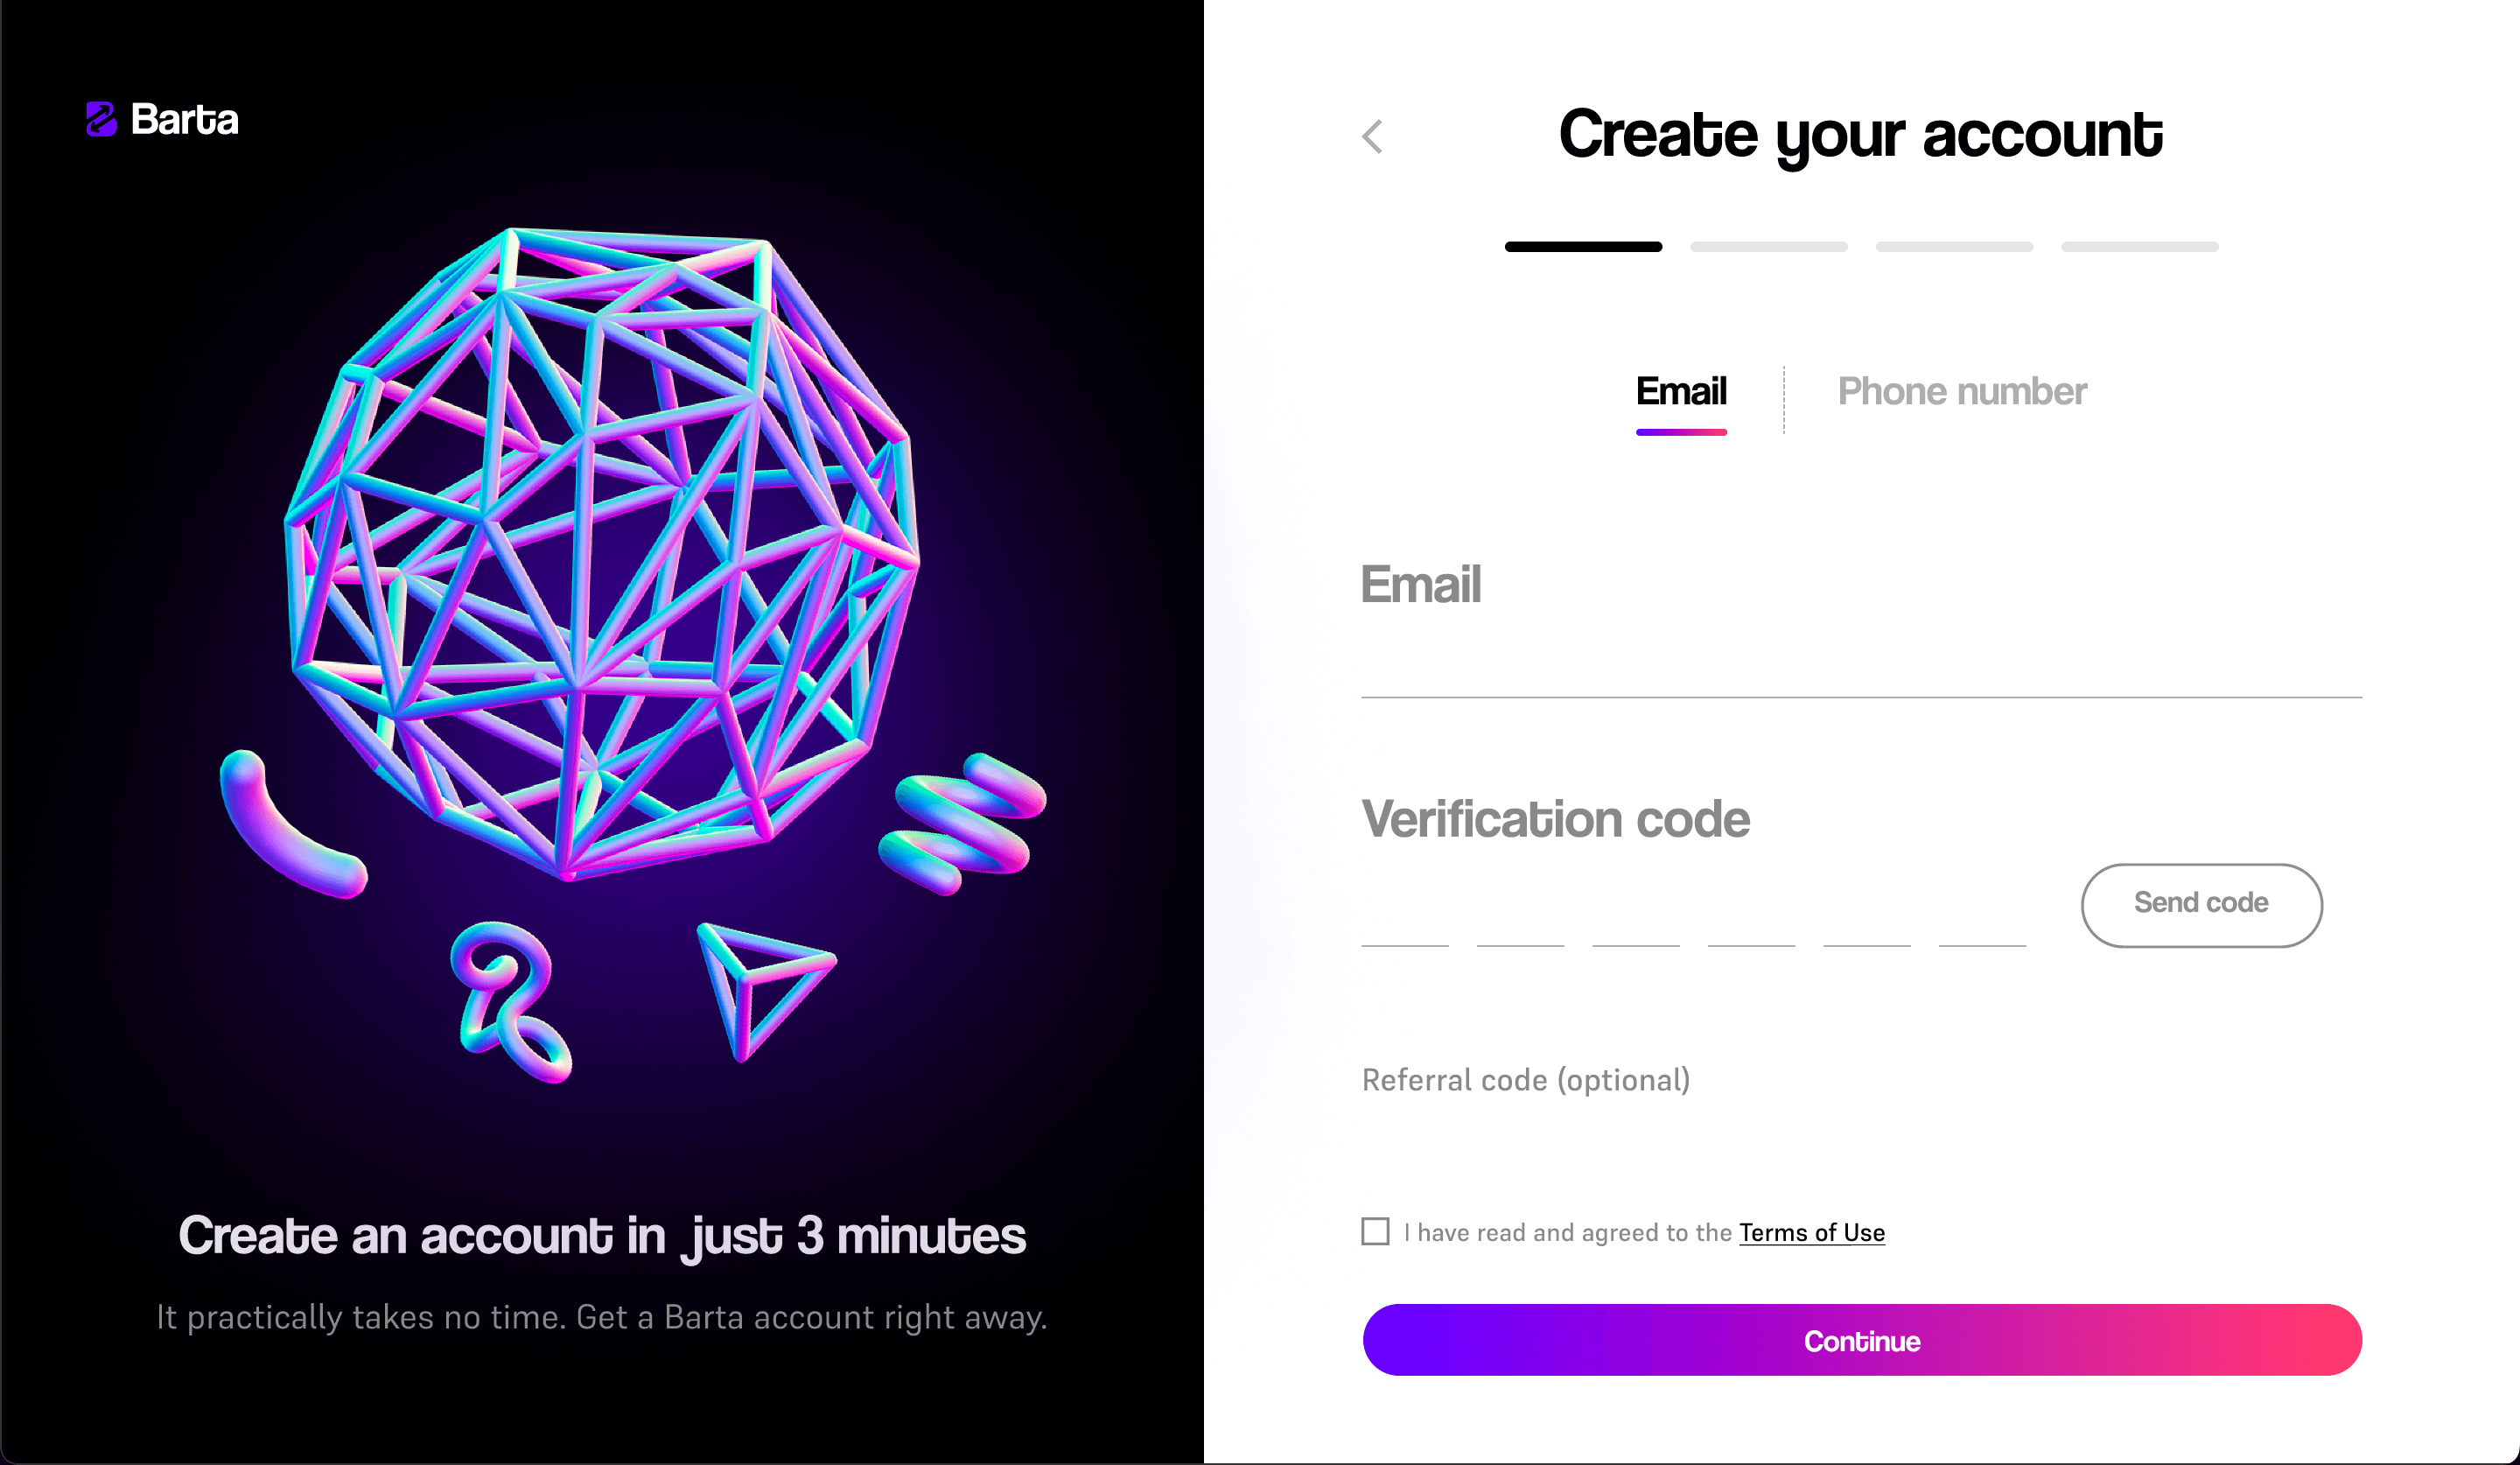 Barta
Create an account in just 3 minutes
It practically takes no time. Get a Barta account right away.
Create your account
Email
Phone number
Email
Verification code
Send code
Referral code (optional)
I have read and agreed to the Terms of Use
Continue